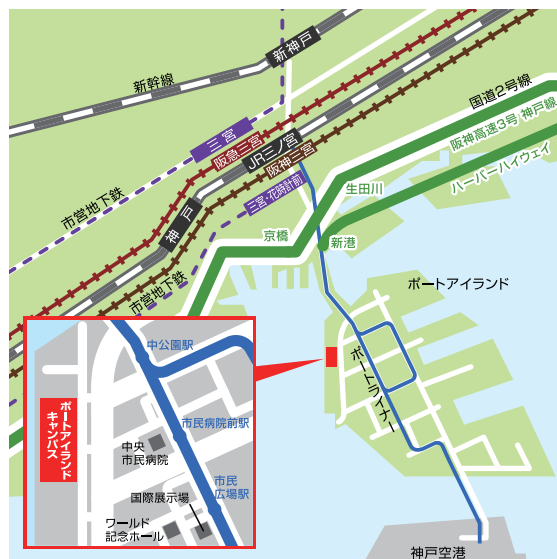 新神戸
新幹線
国道2号線
三宮
阪急三宮
JR三ノ宮
阪神高速3号 神戸線
阪神三宮
ハーバーハイウェイ
三宮・花時計前
生田川
市営地下鉄
神戸
京橋
新港
市営地下鉄
ポートアイランド
ポートライナー
中公園駅
ポートアイランド
キャンパス
市民病院前駅
中央
市民病院
市民
広場駅
国際展示場
ワールド
記念ホール
神戸空港